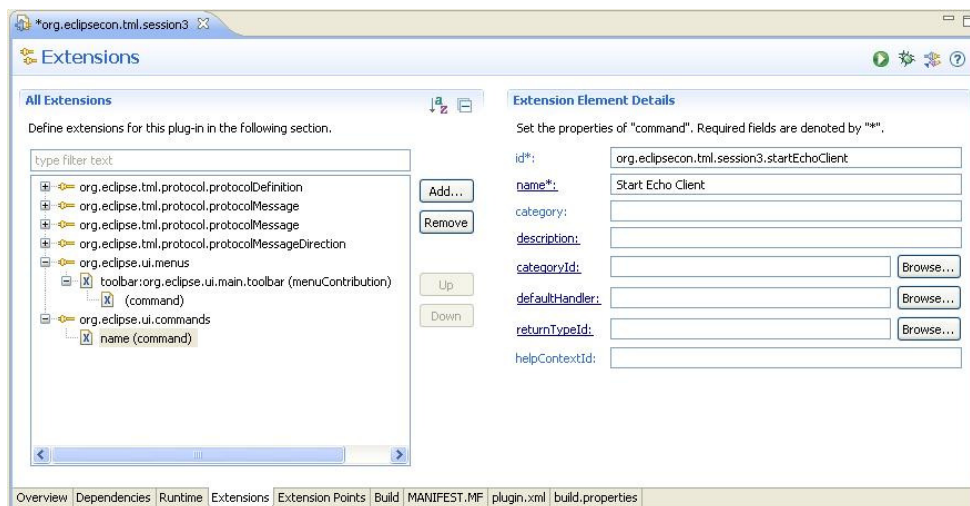 *org.eclipsecon.tml.session3
Extensions
All Extensions
Define extensions for this plug-in in the following section.
type filter text
org.eclipse.tml.protocol.protocolDefinition
org.eclipse.tml.protocol.protocolMessage
org.eclipse.tml.protocol.protocolMessage
org.eclipse.tml.protocol.protocolMessageDirection
org.eclipse.ui.menus
toolbar:org.eclipse.ui.main.toolbar (menuContribution)
(command)
org.eclipse.ui.commands
name (command)
Add...
Remove
Up
Down
Extension Element Details
Set the properties of "command". Required fields are denoted by "*".
id*: org.eclipsecon.tml.session3.startEchoClient
name*: Start Echo Client
category:
description:
categoryId: Browse...
defaultHandler: Browse...
returnTypeId: Browse...
helpContextId:
Overview Dependencies Runtime Extensions Extension Points Build MANIFEST.MF plugin.xml build.properties